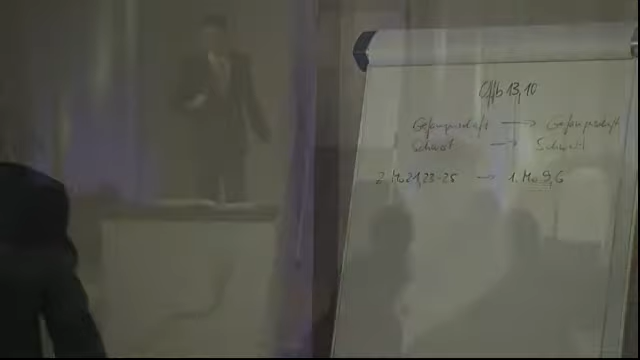 Offb 13,10
Gefangenschaft → Gefangenschaft
Schwert → Schwert
2. Mo 21,23-25 → 1. Mo 9,6